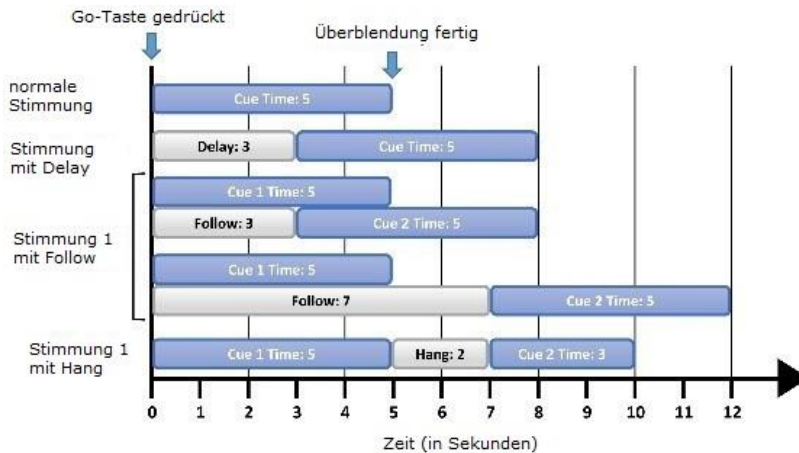 Go-Taste gedrückt
Überblendung fertig
normale
Stimmung
Cue Time: 5
Stimmung
mit Delay
Delay: 3
Cue Time: 5
Cue 1 Time: 5
Follow: 3
Cue 2 Time: 5
Stimmung 1
mit Follow
Cue 1 Time: 5
Follow: 7
Cue 2 Time: 5
Stimmung 1
mit Hang
Cue 1 Time: 5
Hang: 2
Cue 2 Time: 3
0 1 2 3 4 5 6 7 8 9 10 11 12
Zeit (in Sekunden)